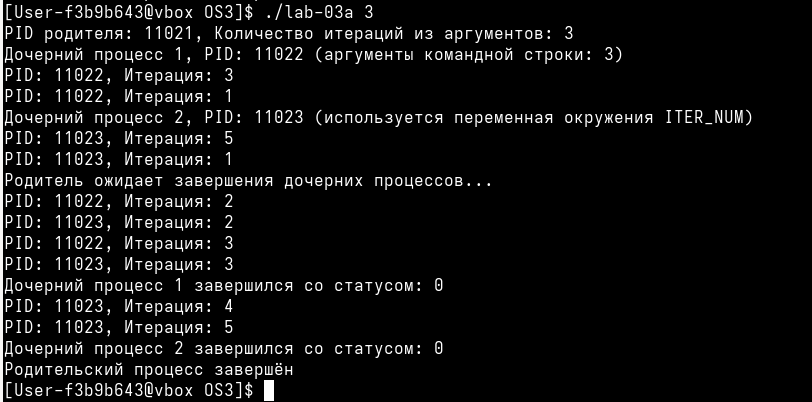 [User-f3b9b643@vbox OS3]$ ./lab-03a 3
PID родителя: 11021, Количество итераций из аргументов: 3
Дочерний процесс 1, PID: 11022 (аргументы командной строки: 3)
PID: 11022, Итерация: 3
PID: 11022, Итерация: 1
Дочерний процесс 2, PID: 11023 (используется переменная окружения ITER_NUM)
PID: 11023, Итерация: 5
PID: 11023, Итерация: 1
Родитель ожидает завершения дочерних процессов...
PID: 11022, Итерация: 2
PID: 11023, Итерация: 2
PID: 11022, Итерация: 3
PID: 11023, Итерация: 3
Дочерний процесс 1 завершился со статусом: 0
PID: 11023, Итерация: 4
PID: 11023, Итерация: 5
Дочерний процесс 2 завершился со статусом: 0
Родительский процесс завершён
[User-f3b9b643@vbox OS3]$